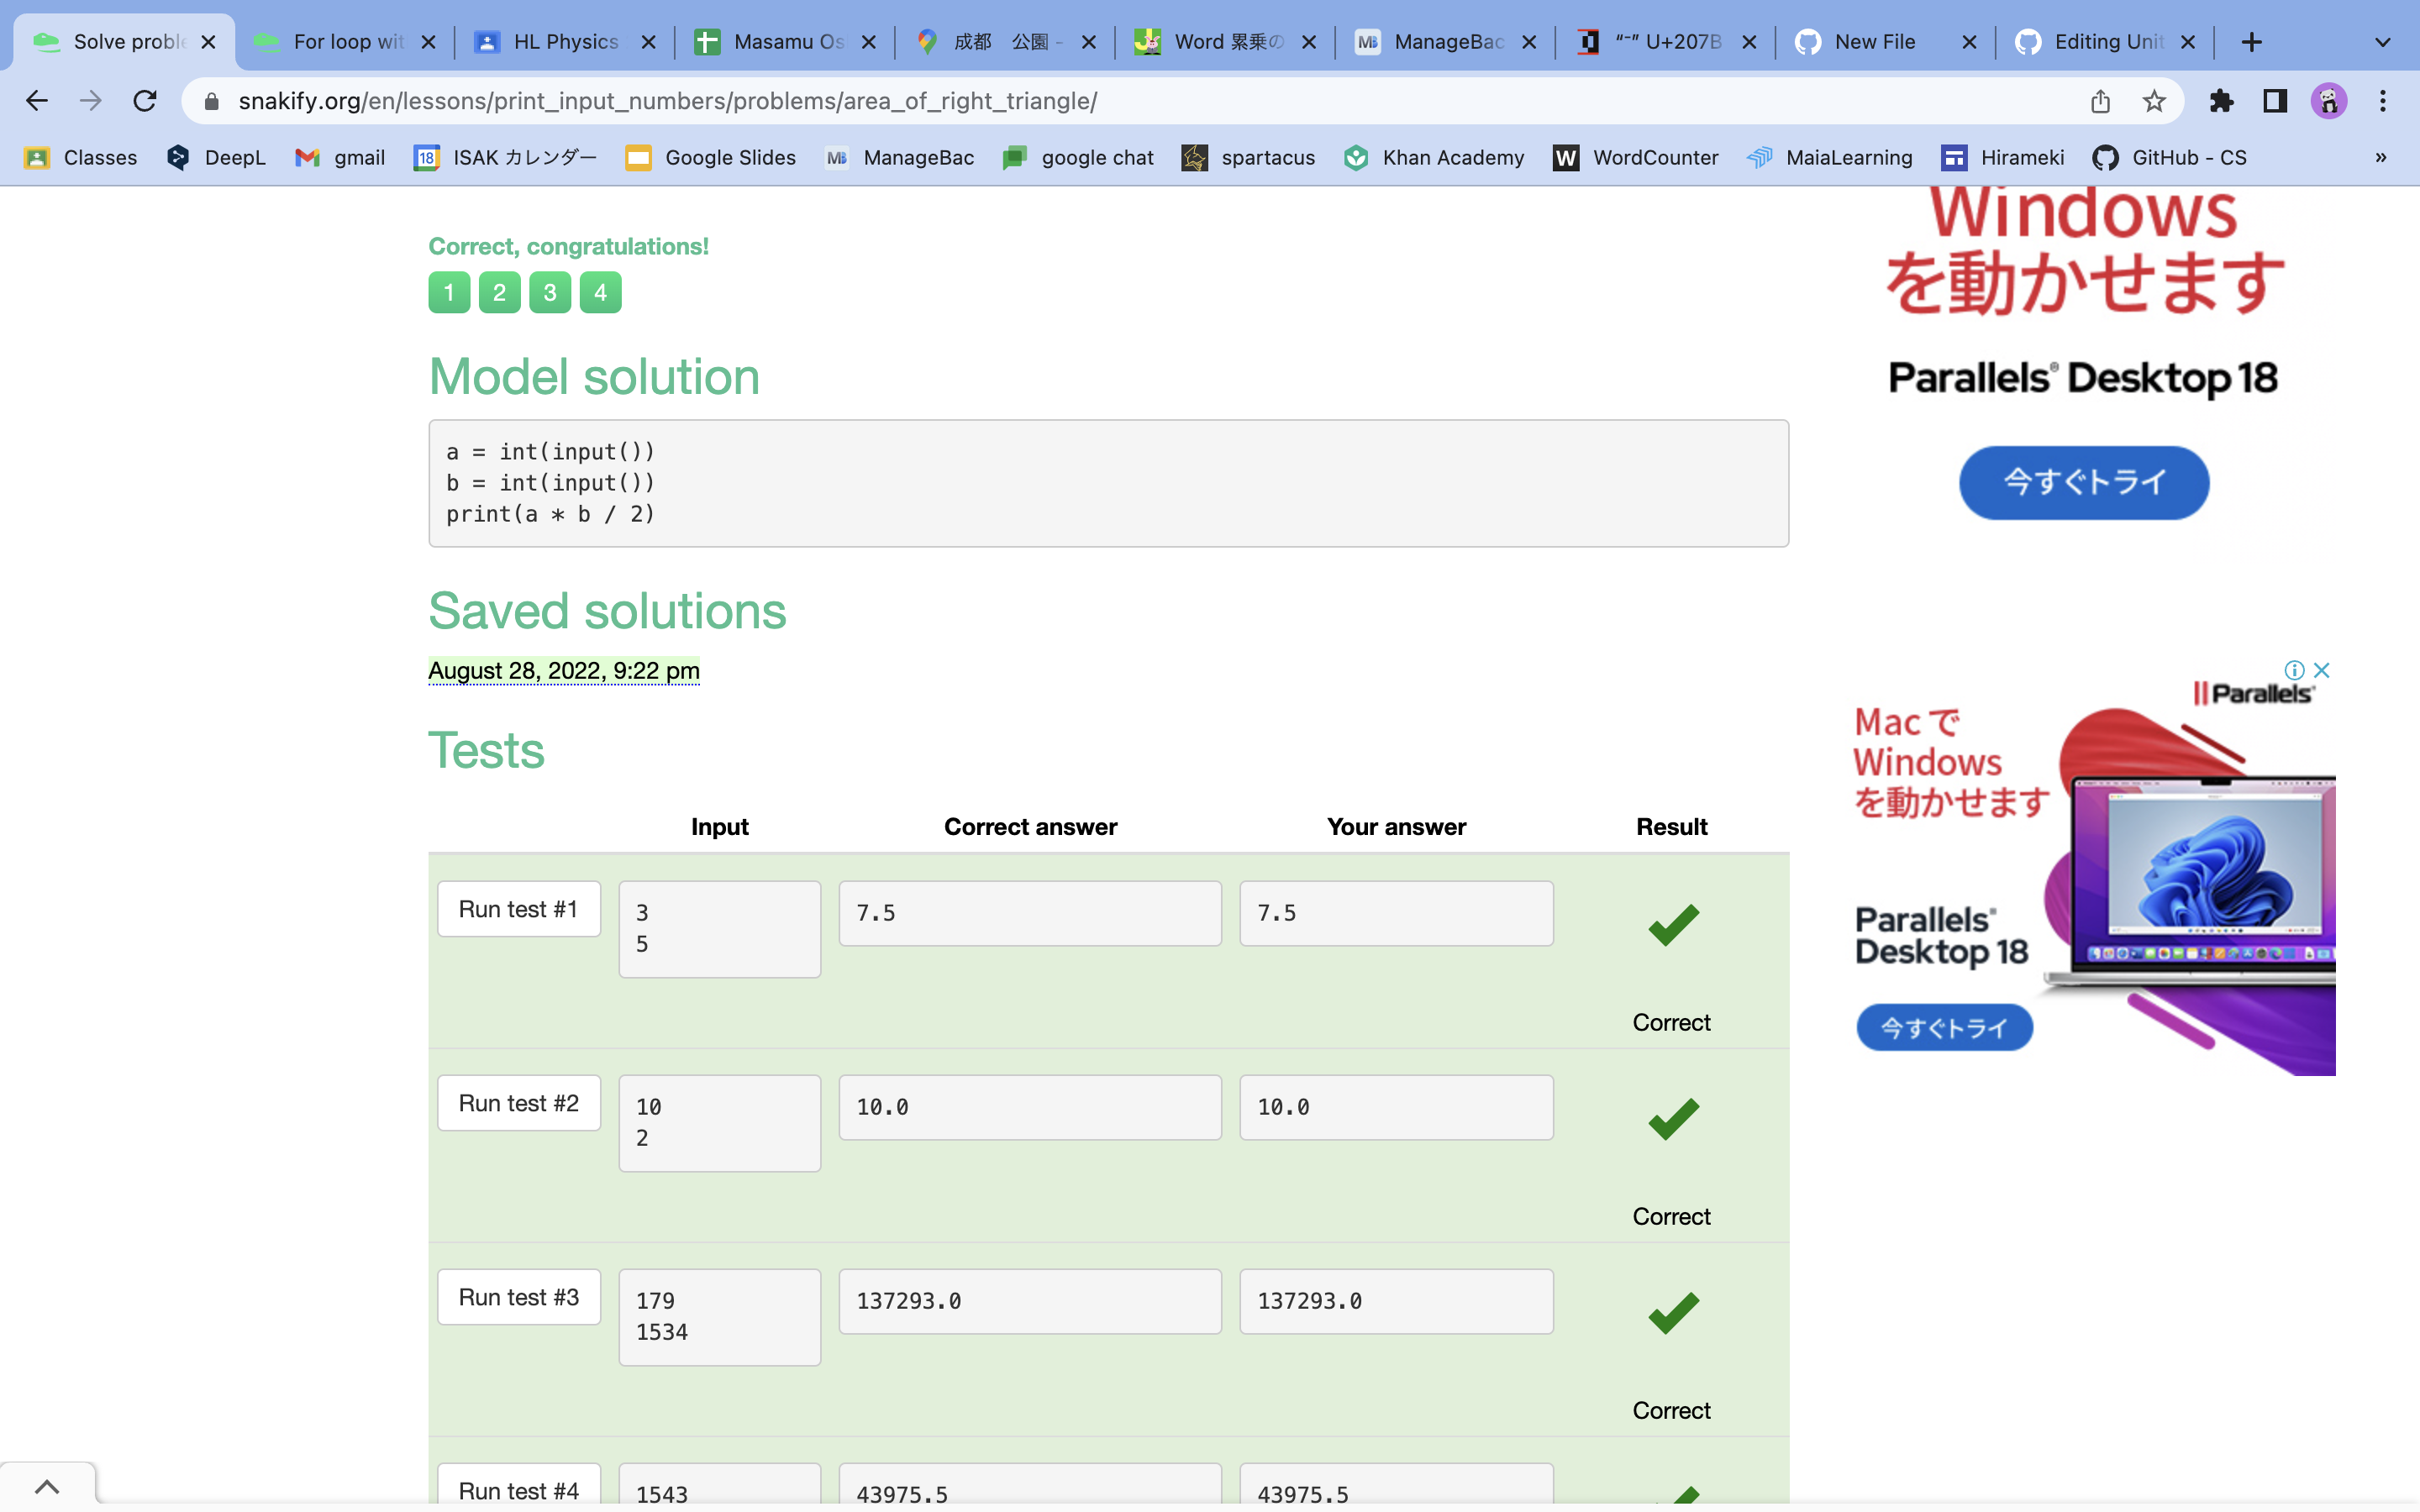 Solve proble
For loop wit
HL Physics
Masamu Os
成都 公園 -
Word 累乗の
ManageBac
“⁻” U+207B
New File
Editing Unit
snakify.org/en/lessons/print_input_numbers/problems/area_of_right_triangle/
Classes
DeepL
gmail
18
ISAK カレンダー
Google Slides
ManageBac
google chat
spartacus
Khan Academy
W
WordCounter
MaiaLearning
Hirameki
GitHub - CS
»
Correct, congratulations!
1 2 3 4
Model solution
a = int(input())
b = int(input())
print(a * b / 2)
Saved solutions
August 28, 2022, 9:22 pm
Tests
Input Correct answer Your answer Result
Run test #1
3
5
7.5
7.5
Correct
Run test #2
10
2
10.0
10.0
Correct
Run test #3
179
1534
137293.0
137293.0
Correct
Run test #4
1543
43975.5
43975.5
Windows
を動かせます
Parallels® Desktop 18
今すぐトライ
Parallels
Mac で
Windows
を動かせます
Parallels®
Desktop 18
今すぐトライ